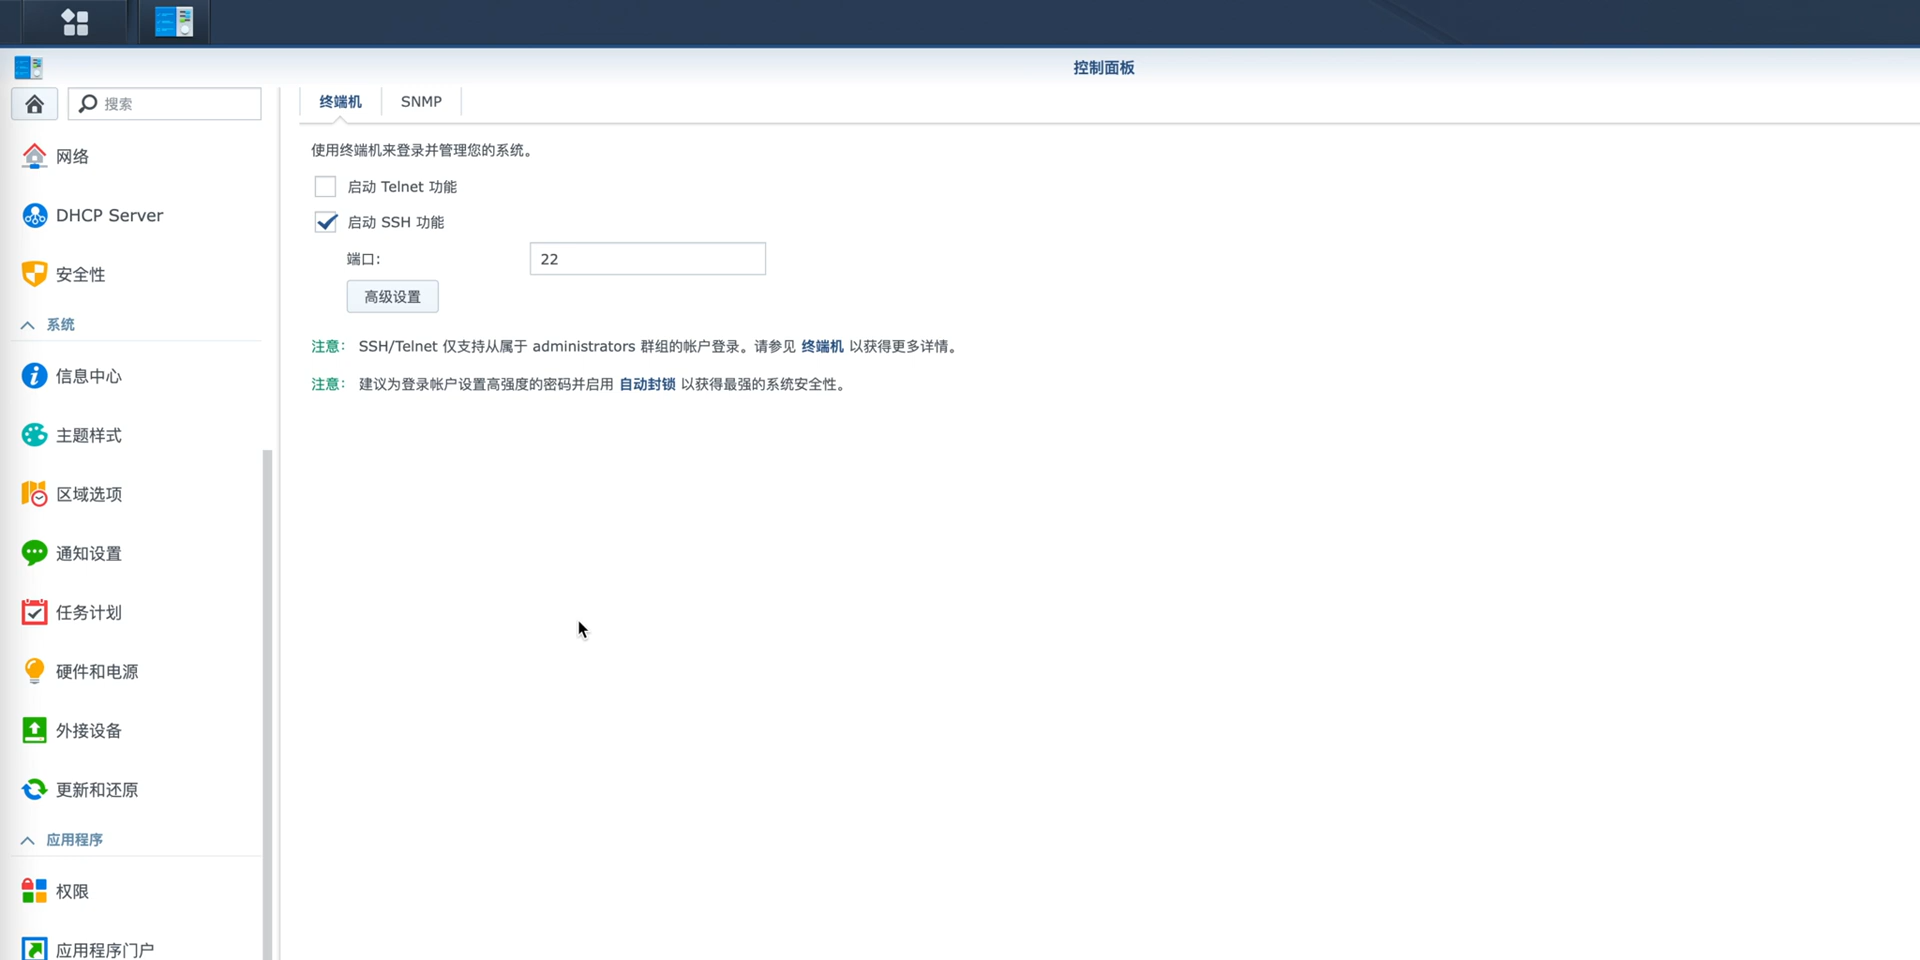 控制面板
搜索
网络
DHCP Server
安全性
系统
信息中心
主题样式
区域选项
通知设置
任务计划
硬件和电源
外接设备
更新和还原
应用程序
权限
应用程序门户
终端机 SNMP
使用终端机来登录并管理您的系统。
启动 Telnet 功能
启动 SSH 功能
端口: 22
高级设置
注意: SSH/Telnet 仅支持从属于 administrators 群组的帐户登录。请参见 终端机 以获得更多详情。
注意: 建议为登录帐户设置高强度的密码并启用 自动封锁 以获得最强的系统安全性。